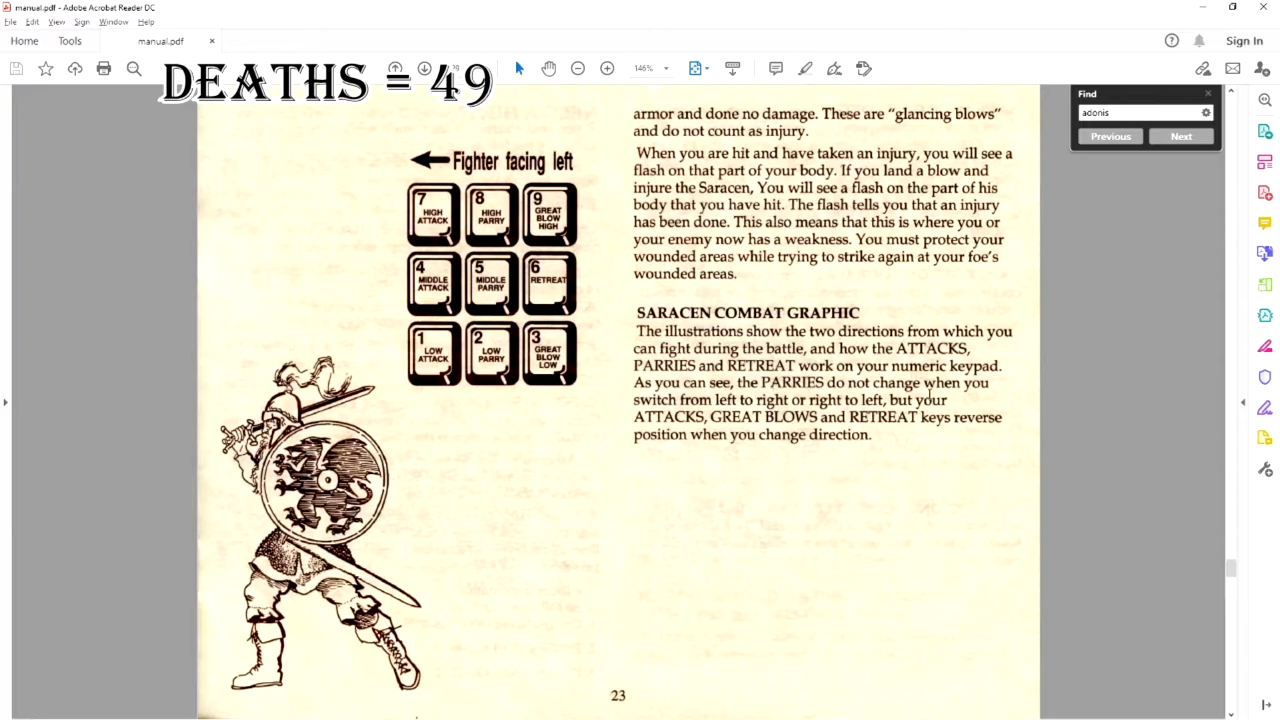 manual.pdf - Adobe Acrobat Reader DC
File Edit View Sign Window Help
Home Tools manual.pdf × Sign In
DEATHS = 49
146%
Find
adonis
Previous Next
Fighter facing left
7 HIGH ATTACK 8 HIGH PARRY 9 GREAT BLOW HIGH
4 MIDDLE ATTACK 5 MIDDLE PARRY 6 RETREAT
1 LOW ATTACK 2 LOW PARRY 3 GREAT BLOW LOW
armor and done no damage. These are “glancing blows”
and do not count as injury.
When you are hit and have taken an injury, you will see a
flash on that part of your body. If you land a blow and
injure the Saracen, You will see a flash on the part of his
body that you have hit. The flash tells you that an injury
has been done. This also means that this is where you or
your enemy now has a weakness. You must protect your
wounded areas while trying to strike again at your foe's
wounded areas.
SARACEN COMBAT GRAPHIC
The illustrations show the two directions from which you
can fight during the battle, and how the ATTACKS,
PARRIES and RETREAT work on your numeric keypad.
As you can see, the PARRIES do not change when you
switch from left to right or right to left, but your
ATTACKS, GREAT BLOWS and RETREAT keys reverse
position when you change direction.
23